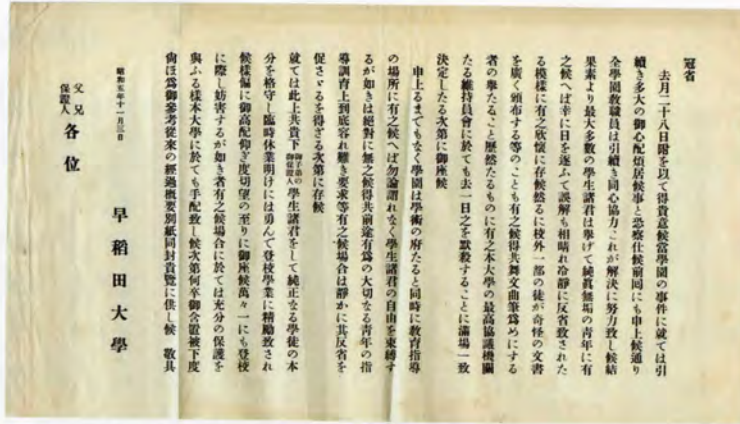 冠省
去月二十八日附を以て得貴意候當學園の事件に就ては引
續き多大の御心配煩居候事と恐察仕候前囘にも申上候通り
全學園敎職員は引續き同心協力これが解決に努力致し候結
果素より最大多數の學生諸君は擧げて純眞無垢の靑年に有
之候へば幸に日を逐ふて誤解も相晴れ冷靜に反省致された
る模樣に有之欣懷に存候然るに校外一部の徒が奇怪の文書
を廣く頒布する等のことも有之候得共舞文曲筆爲めにする
者の擧たること歷然たるものに有之本大學の最高協議機關
たる維持員會に於ても去一日之を默殺することに滿場一致
決定したる次第に御座候
申上るまでもなく學園は學術の府たると同時に敎育指導
の場所に有之候へば勿論謂れなく學生諸君の自由を束縛す
るが如きは絕對に無之候得共前途有爲の大切なる靑年の指
導訓育上到底容れ難き要求等有之候場合は靜かに其反省を
促さゞるを得ざる次第に存候
就ては此上共貴下御子弟の御保證人學生諸君をして純正なる學徒の本
分を恪守し臨時休業明けには勇んで登校學業に精勵致され
候樣偏に御高配仰ぎ度切望の至りに御座候萬々一にも登校
に際し妨害するが如き者有之候場合に於ては充分の保護を
與ふる樣本大學に於ても手配致し候次第何卒御含置被下度
尙ほ爲御參考從來の經過槪要別紙同封貴覽に供し候 敬具
昭和五年十一月三日
早稻田大學
父兄
保證人 各位